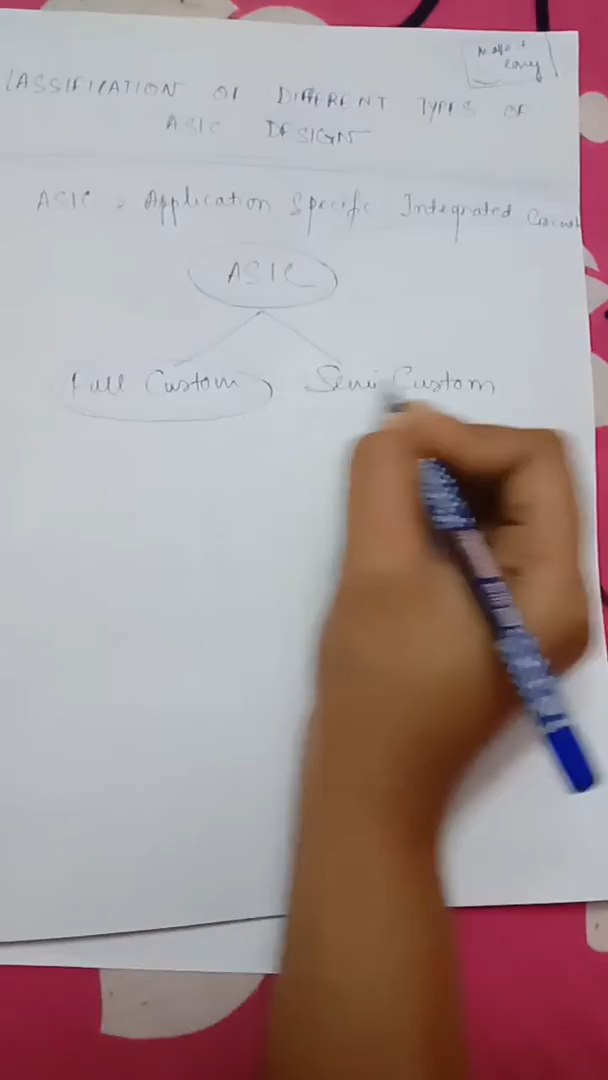 Make it
easy
LASSIFICATION OF DIFFERENT TYPES OF
ASIC DESIGN
ASIC = Application Specific Integrated Circuit
ASIC
Full Custom Semi Custom